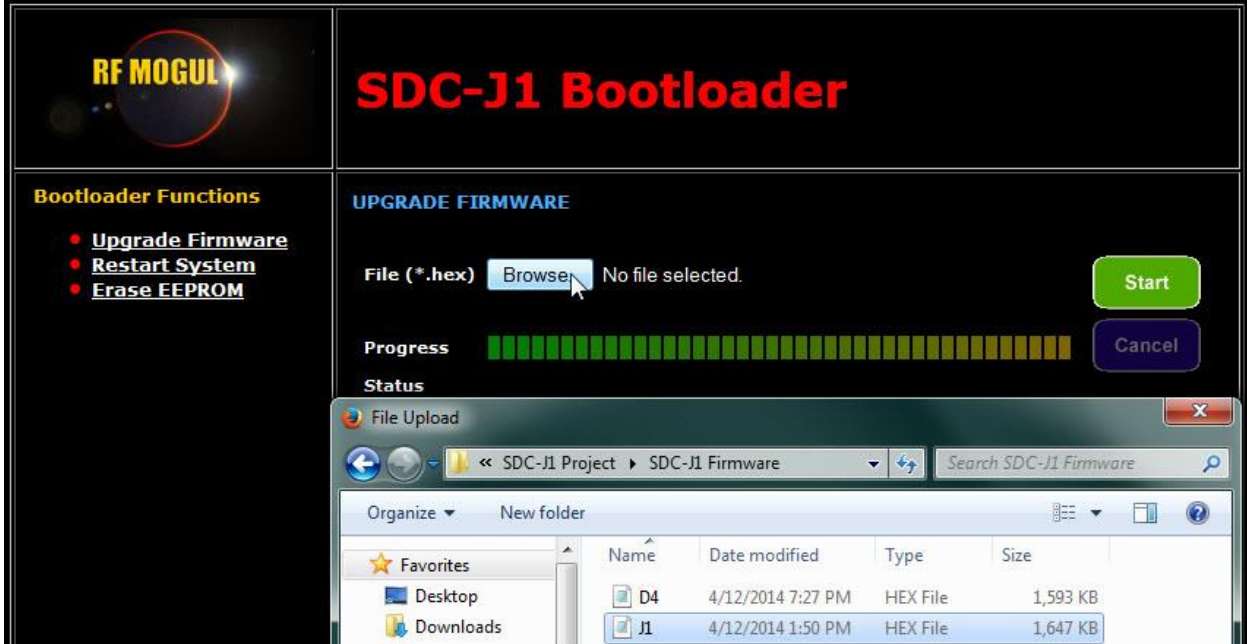 RF MOGUL
SDC-J1 Bootloader
Bootloader Functions
Upgrade Firmware
Restart System
Erase EEPROM
UPGRADE FIRMWARE
File (*.hex) Browse... No file selected.
Start
Progress
Cancel
Status
File Upload
« SDC-J1 Project SDC-J1 Firmware
Search SDC-J1 Firmware
Organize New folder
Name Date modified Type Size
Favorites
Desktop
Downloads
D4 4/12/2014 7:27 PM HEX File 1,593 KB
J1 4/12/2014 1:50 PM HEX File 1,647 KB